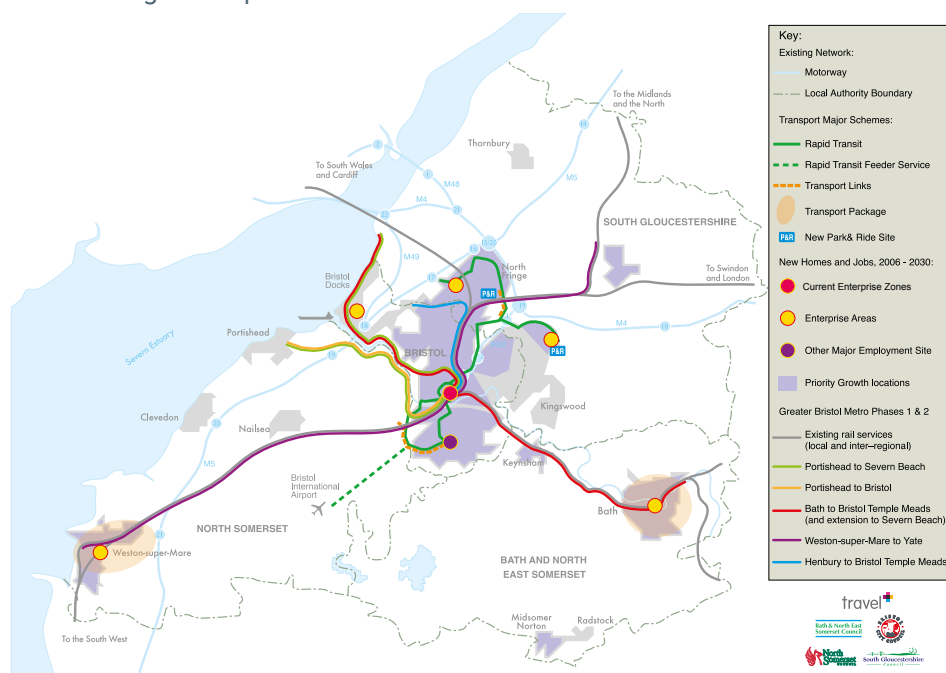 To the Midlands
and the North
Thornbury
To South Wales
and Cardiff
M48
M5
M4
M49
SOUTH GLOUCESTERSHIRE
North
Fringe
To Swindon
and London
Bristol
Docks
P&R
M4
Portishead
BRISTOL
P&R
Severn Estuary
Kingswood
Clevedon
Nailsea
Keynsham
M5
Bristol
International
Airport
Bath
NORTH SOMERSET
Weston-super-Mare
BATH AND NORTH
EAST SOMERSET
Midsomer
Norton
Radstock
To the South West
Key:
Existing Network:
Motorway
Local Authority Boundary
Transport Major Schemes:
Rapid Transit
Rapid Transit Feeder Service
Transport Links
Transport Package
P&R New Park& Ride Site
New Homes and Jobs, 2006 - 2030:
Current Enterprise Zones
Enterprise Areas
Other Major Employment Site
Priority Growth locations
Greater Bristol Metro Phases 1 & 2
Existing rail services
(local and inter–regional)
Portishead to Severn Beach
Portishead to Bristol
Bath to Bristol Temple Meads
(and extension to Severn Beach)
Weston-super-Mare to Yate
Henbury to Bristol Temple Meads
travel
Bath & North East
Somerset Council
BRISTOL
CITY COUNCIL
North
Somerset
South Gloucestershire
Council